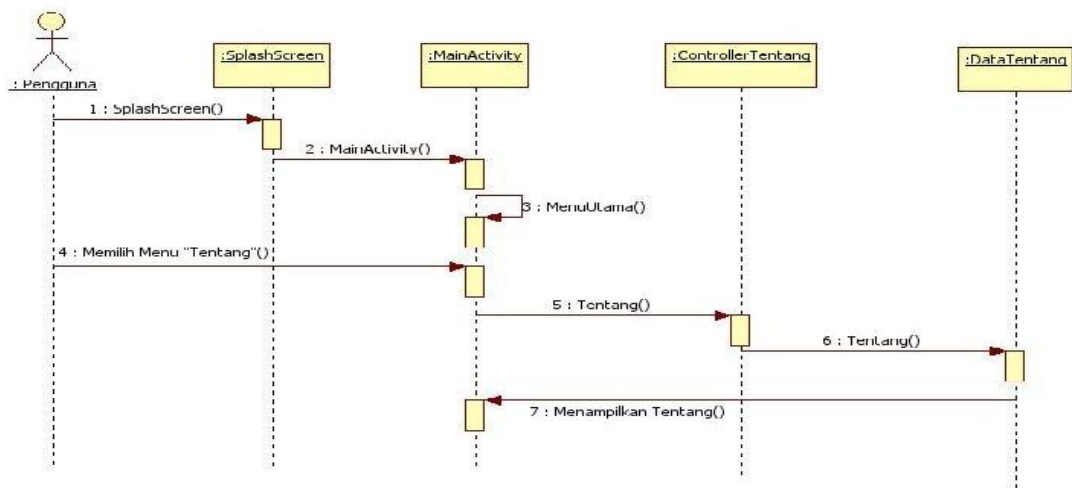 : Pengguna
:SplashScreen
:MainActivity
:ControllerTentang
:DataTentang
1 : SplashScreen()
2 : MainActivity()
3 : MenuUtama()
4 : Memilih Menu "Tentang"()
5 : Tentang()
6 : Tentang()
7 : Menampilkan Tentang()